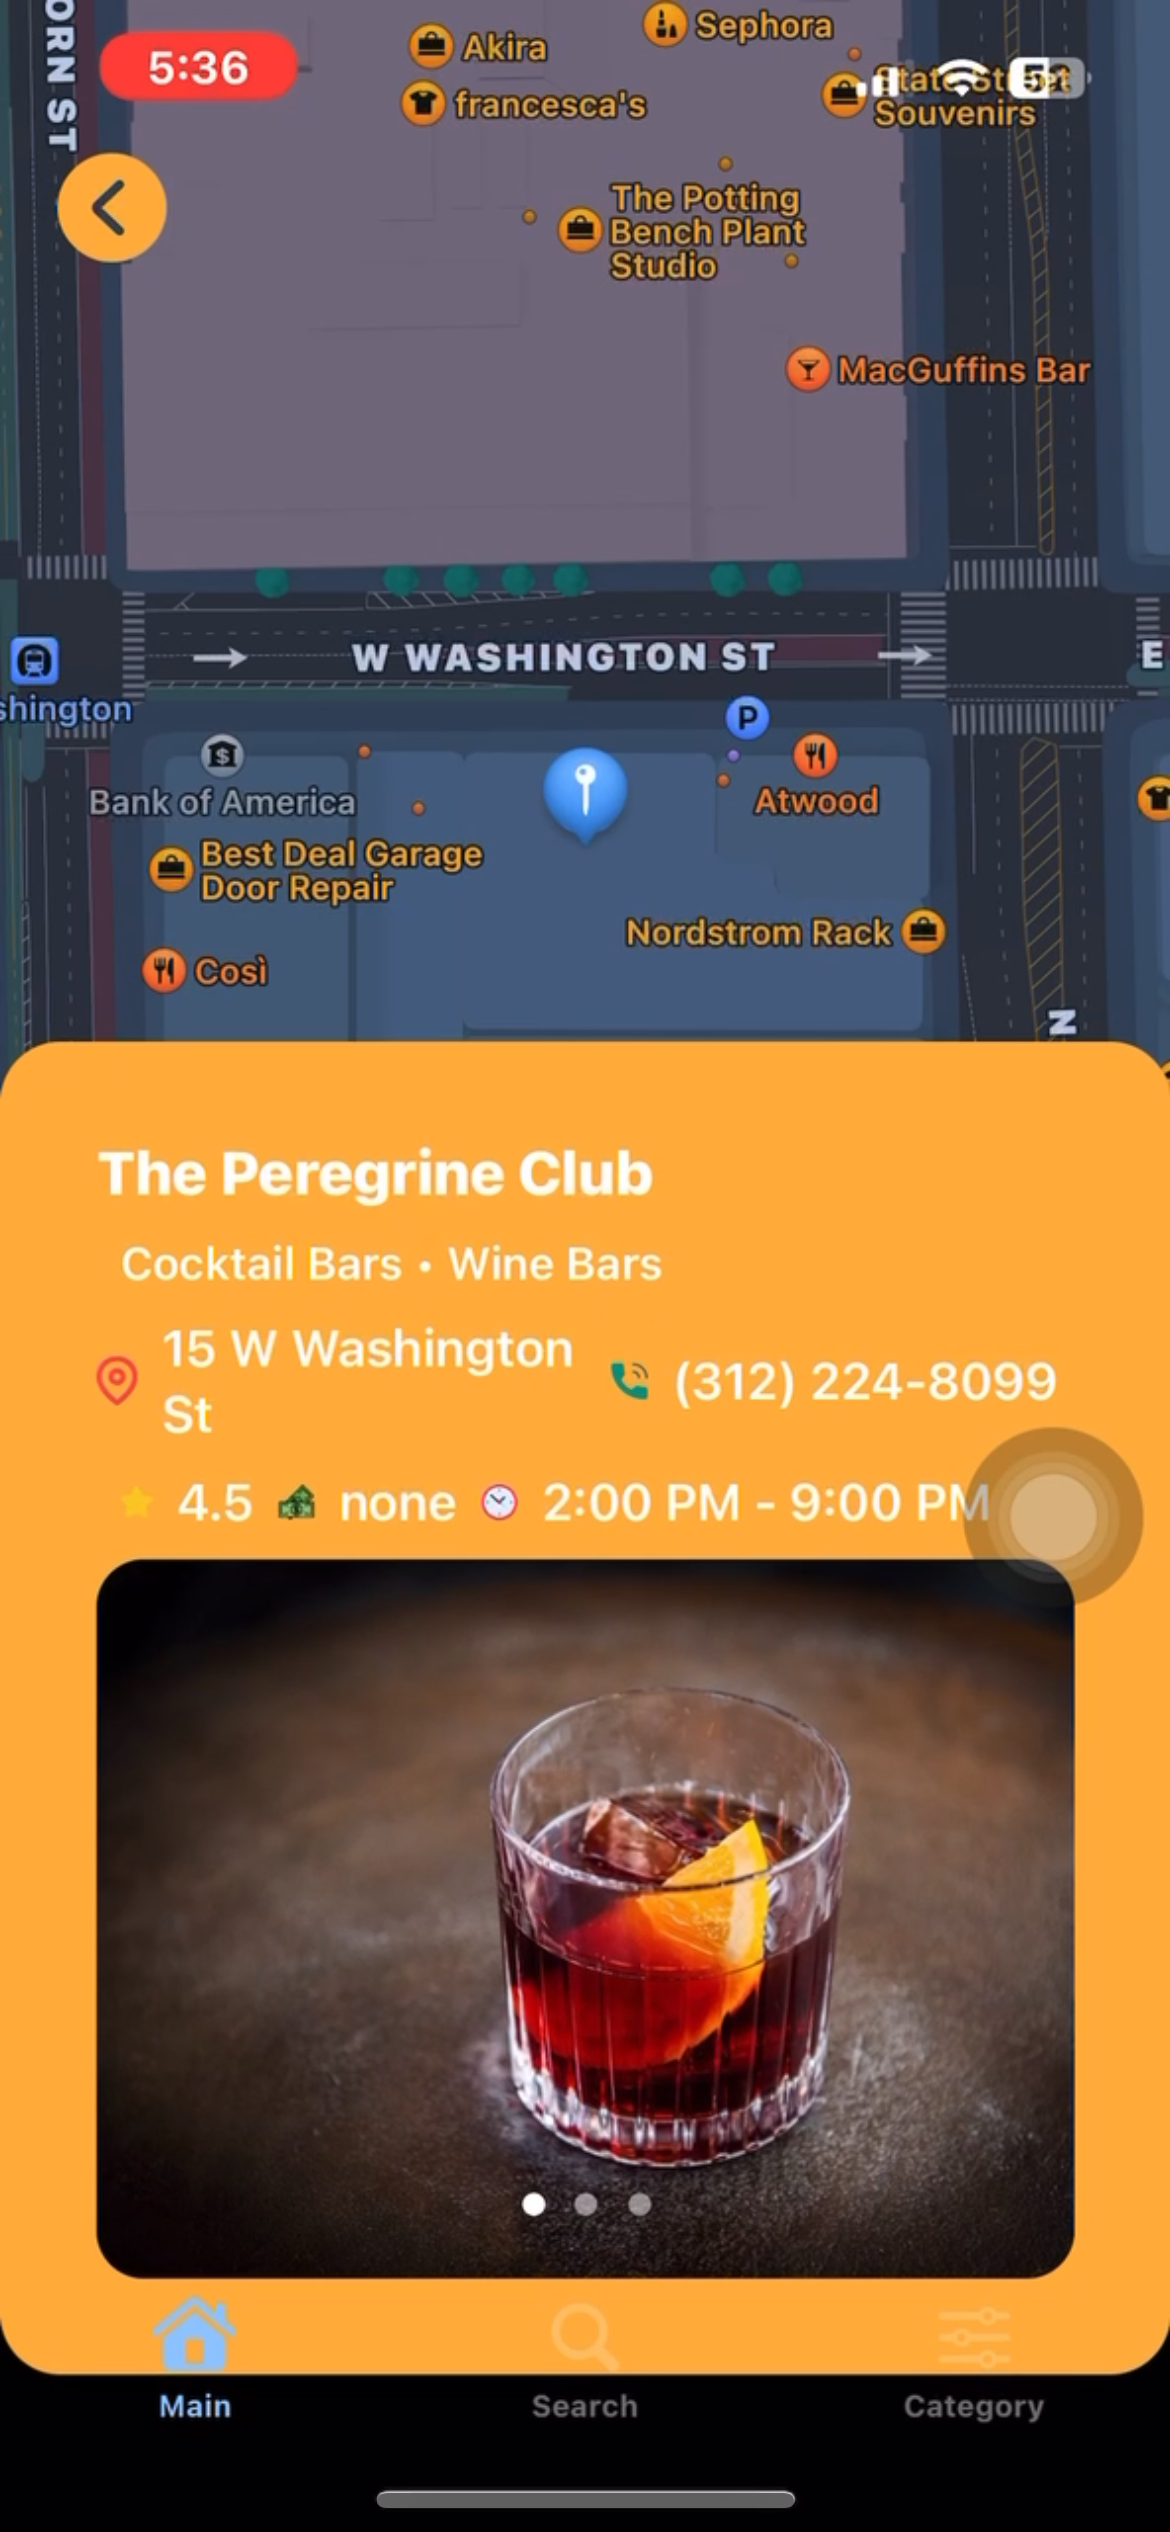 ORN ST
5:36
Akira
Sephora
francesca's
State Street
Souvenirs
The Potting
Bench Plant
Studio
MacGuffins Bar
W WASHINGTON ST
E
shington
P
Bank of America
Atwood
Best Deal Garage
Door Repair
Nordstrom Rack
Così
N
The Peregrine Club
Cocktail Bars • Wine Bars
15 W Washington
St
(312) 224-8099
4.5 none 2:00 PM - 9:00 PM
Main
Search
Category